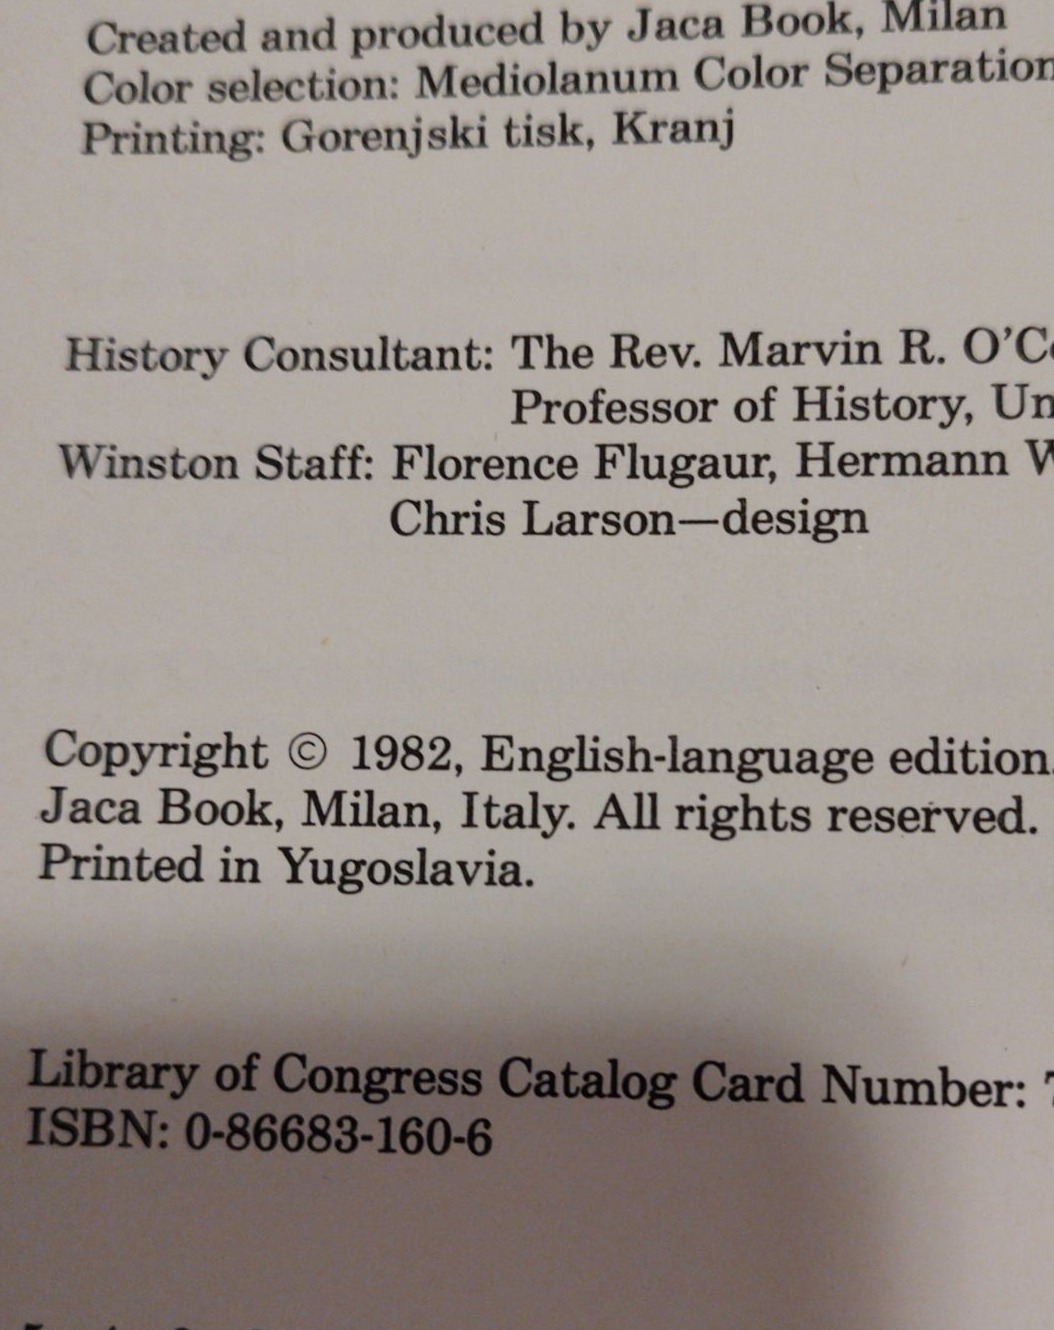 Created and produced by Jaca Book, Milan
Color selection: Mediolanum Color Separation
Printing: Gorenjski tisk, Kranj
History Consultant: The Rev. Marvin R.
Professor of History,
Winston Staff: Florence Flugaur, Hermann
Chris Larson—design
Copyright © 1982, English-language edition
Jaca Book, Milan, Italy. All rights reserved.
Printed in Yugoslavia.
Library of Congress Catalog Card Number:
ISBN: 0-86683-160-6